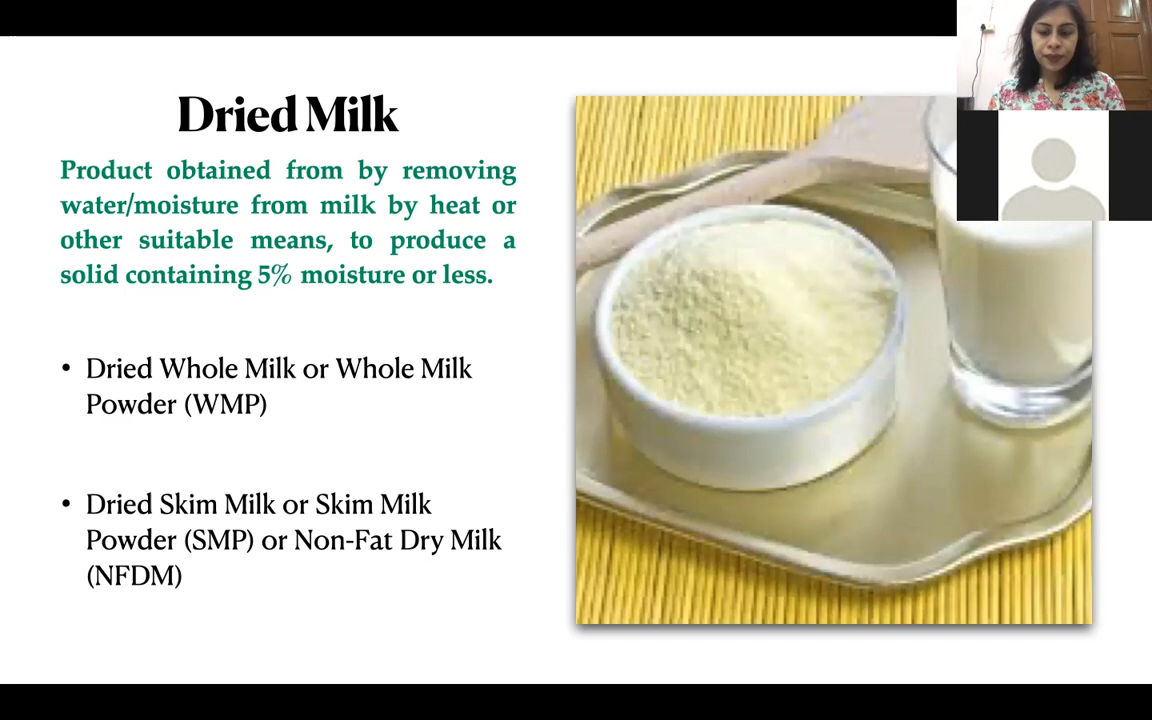 Dried Milk
Product obtained from by removing
water/moisture from milk by heat or
other suitable means, to produce a
solid containing 5% moisture or less.
• Dried Whole Milk or Whole Milk
Powder (WMP)
• Dried Skim Milk or Skim Milk
Powder (SMP) or Non-Fat Dry Milk
(NFDM)